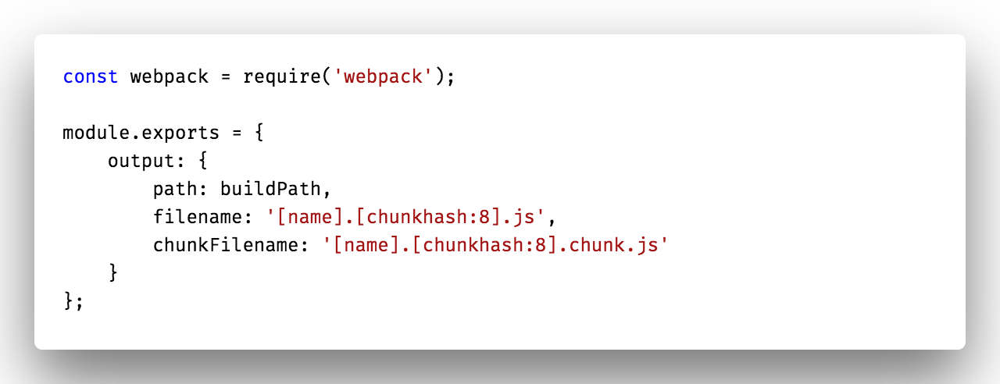 const webpack = require('webpack');
module.exports = {
    output: {
        path: buildPath,
        filename: '[name].[chunkhash:8].js',
        chunkFilename: '[name].[chunkhash:8].chunk.js'
    }
};